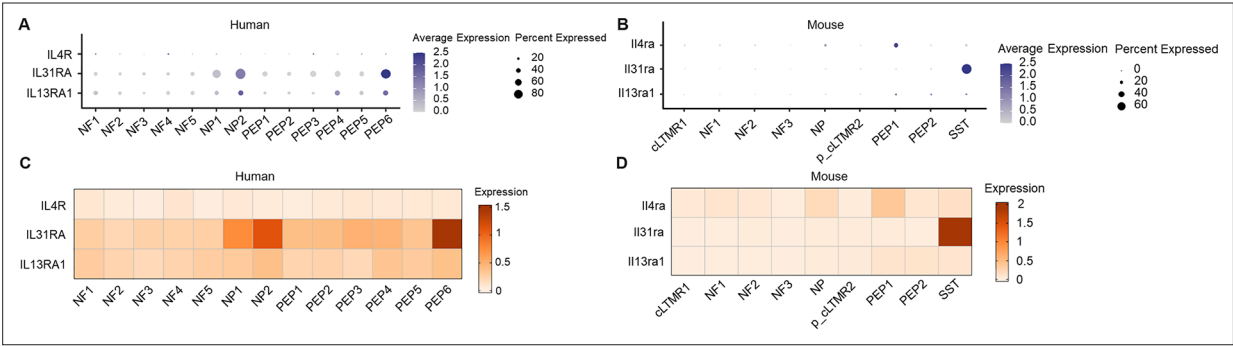 A
Human
IL4R
IL31RA
IL13RA1
NF1 NF2 NF3 NF4 NF5 NP1 NP2 PEP1 PEP2 PEP3 PEP4 PEP5 PEP6
Average Expression Percent Expressed
2.5
2.0
1.5
1.0
0.5
0.0
20
40
60
80
B
Mouse
Il4ra
Il31ra
Il13ra1
cLTMR1 NF1 NF2 NF3 NP p_cLTMR2 PEP1 PEP2 SST
Average Expression Percent Expressed
2.5
2.0
1.5
1.0
0.5
0.0
0
20
40
60
C
Human
IL4R
IL31RA
IL13RA1
NF1 NF2 NF3 NF4 NF5 NP1 NP2 PEP1 PEP2 PEP3 PEP4 PEP5 PEP6
Expression
1.5
1
0.5
0
D
Mouse
Il4ra
Il31ra
Il13ra1
cLTMR1 NF1 NF2 NF3 NP p_cLTMR2 PEP1 PEP2 SST
Expression
2
1.5
1
0.5
0